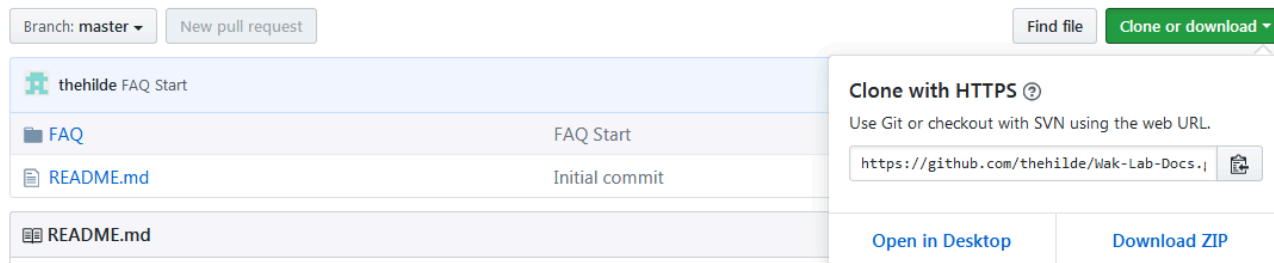 Branch: master
New pull request
Find file
Clone or download
thehilde FAQ Start
FAQ FAQ Start
README.md Initial commit
README.md
Clone with HTTPS
Use Git or checkout with SVN using the web URL.
https://github.com/thehilde/Wak-Lab-Docs.
Open in Desktop
Download ZIP